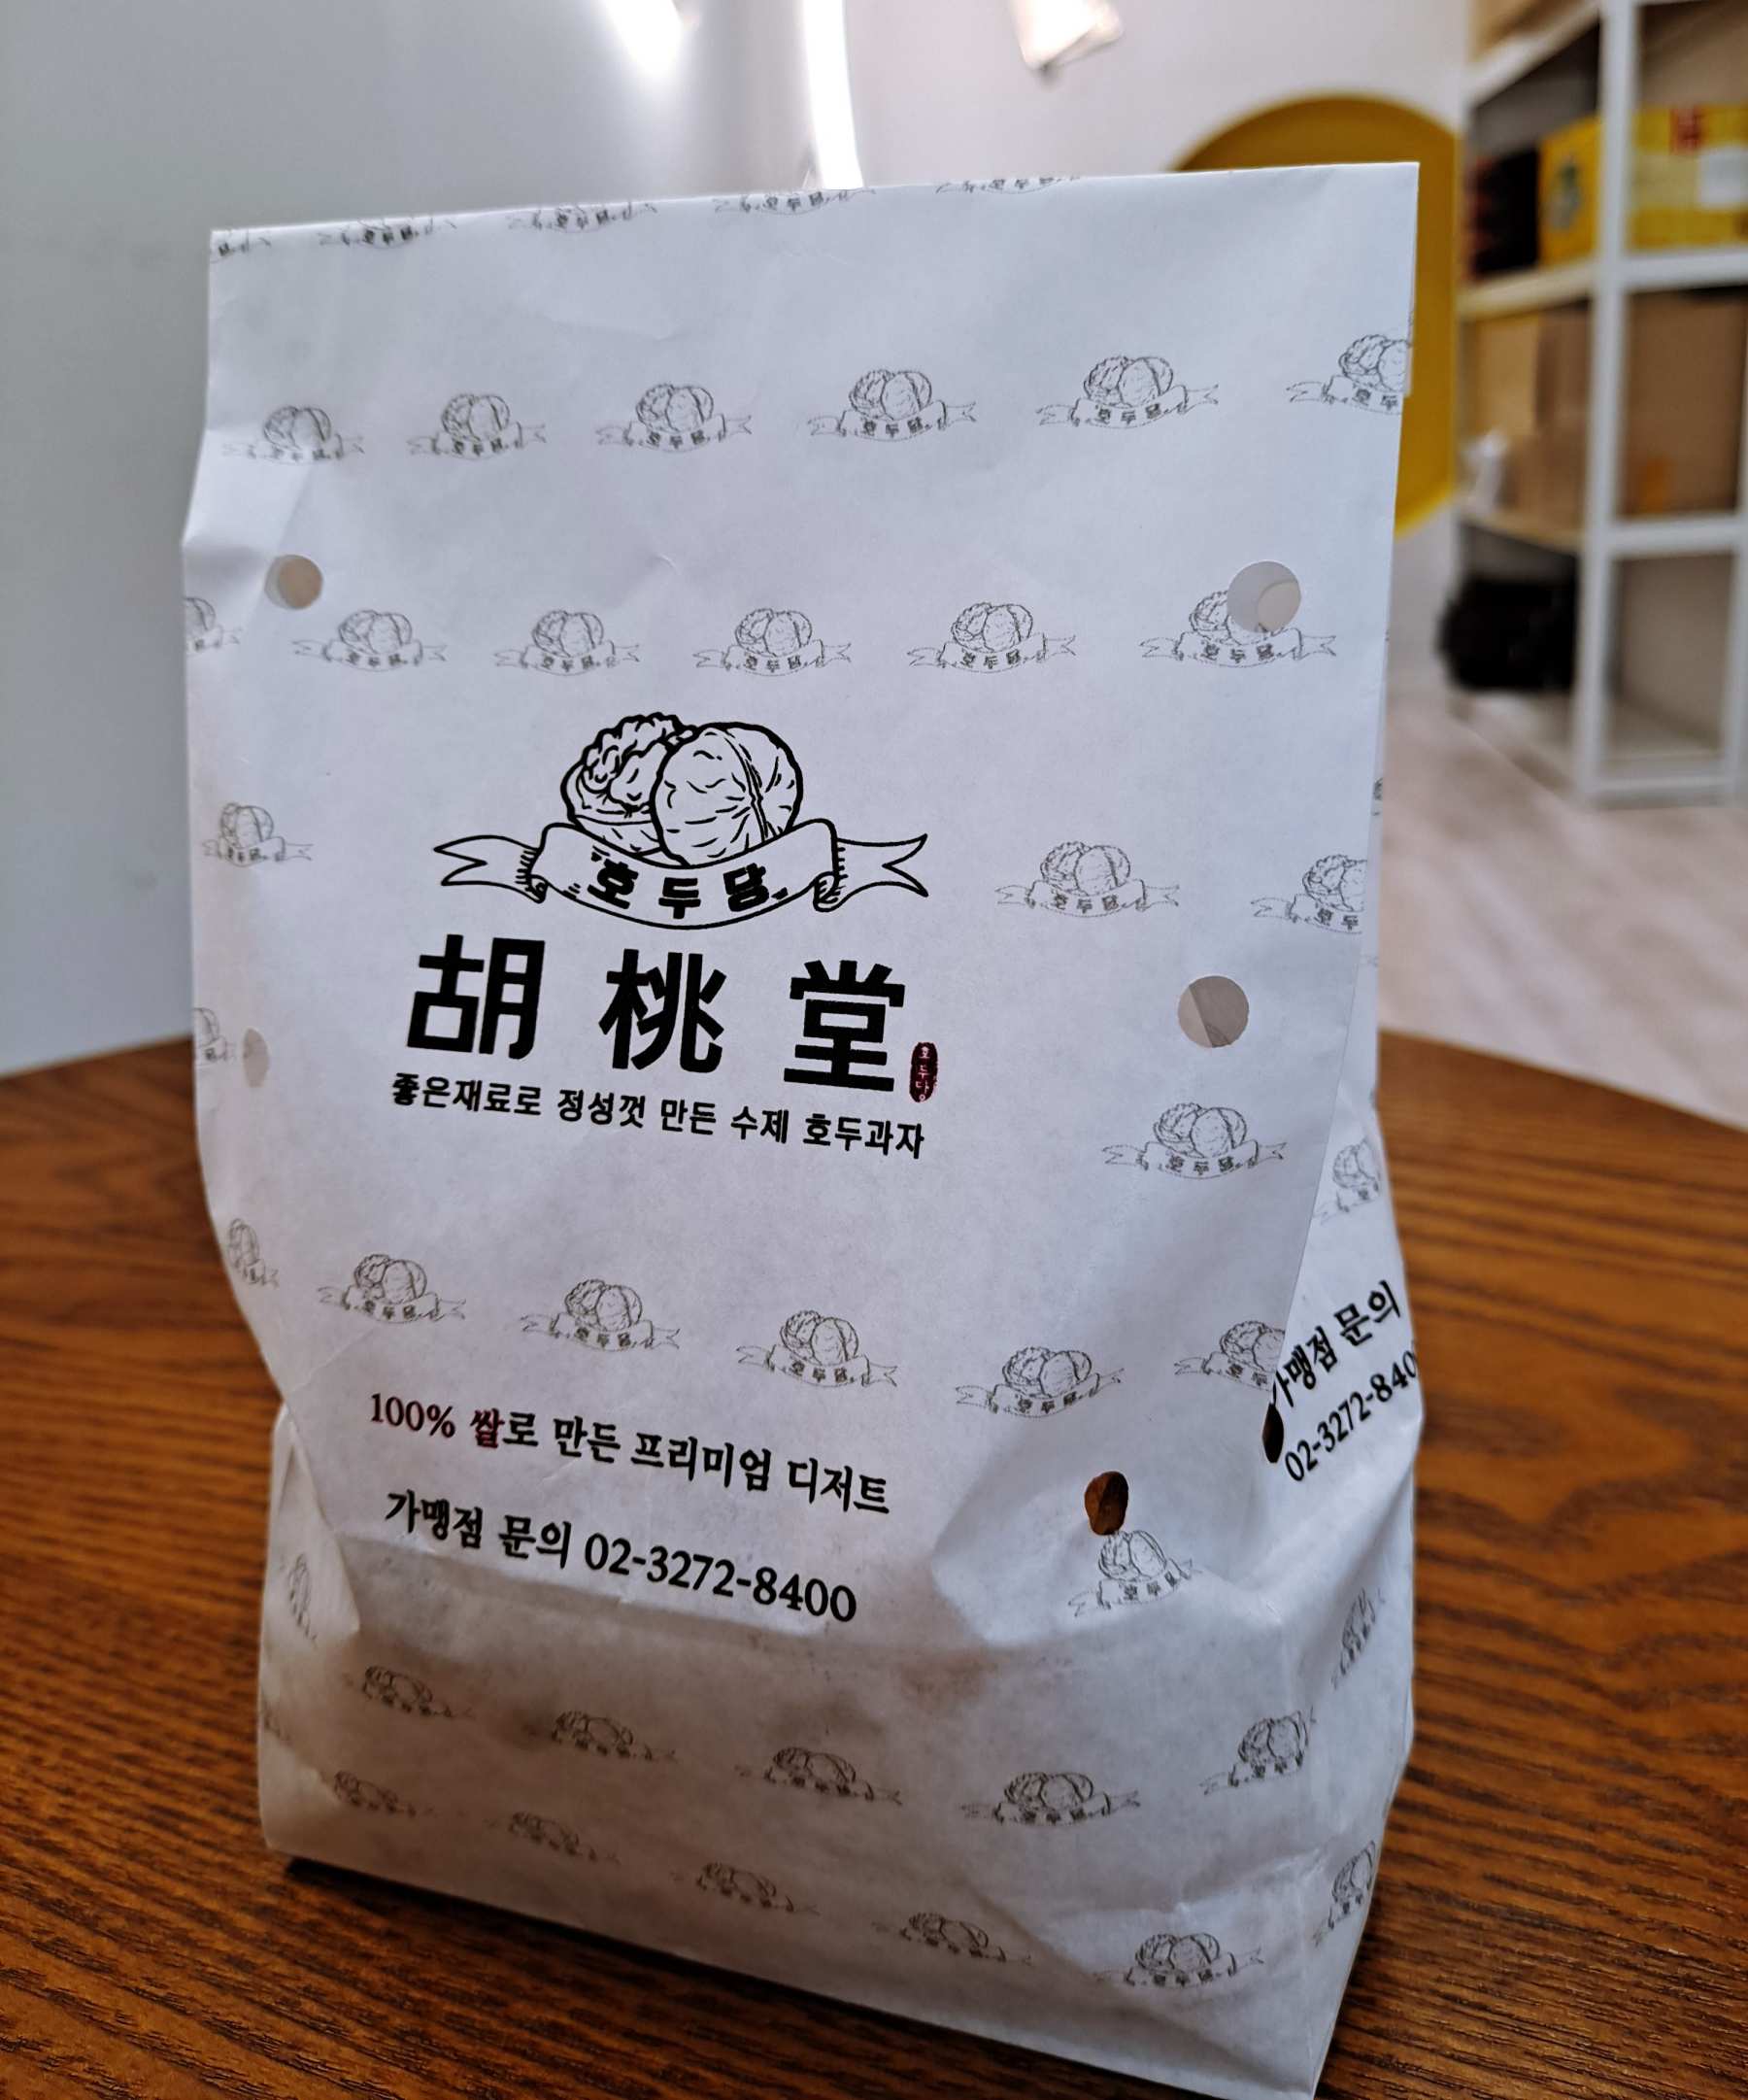 호두당
胡桃堂
호두당
좋은재료로 정성껏 만든 수제 호두과자
100% 쌀로 만든 프리미엄 디저트
가맹점 문의 02-3272-8400
가맹점 문의
02-3272-840